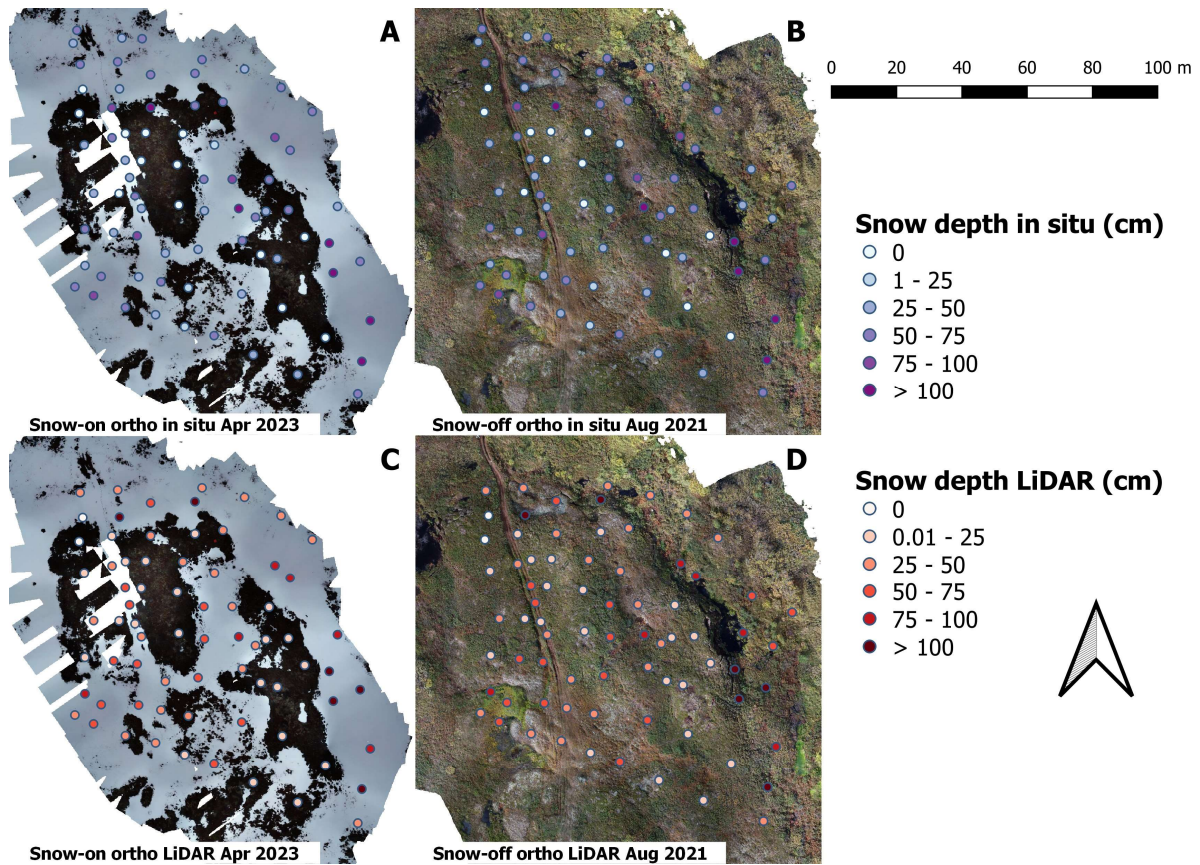 A
B
0 20 40 60 80 100 m
Snow depth in situ (cm)
0
1 - 25
25 - 50
50 - 75
75 - 100
> 100
Snow-on ortho in situ Apr 2023
Snow-off ortho in situ Aug 2021
C
D
Snow depth LiDAR (cm)
0
0.01 - 25
25 - 50
50 - 75
75 - 100
> 100
Snow-on ortho LiDAR Apr 2023
Snow-off ortho LiDAR Aug 2021